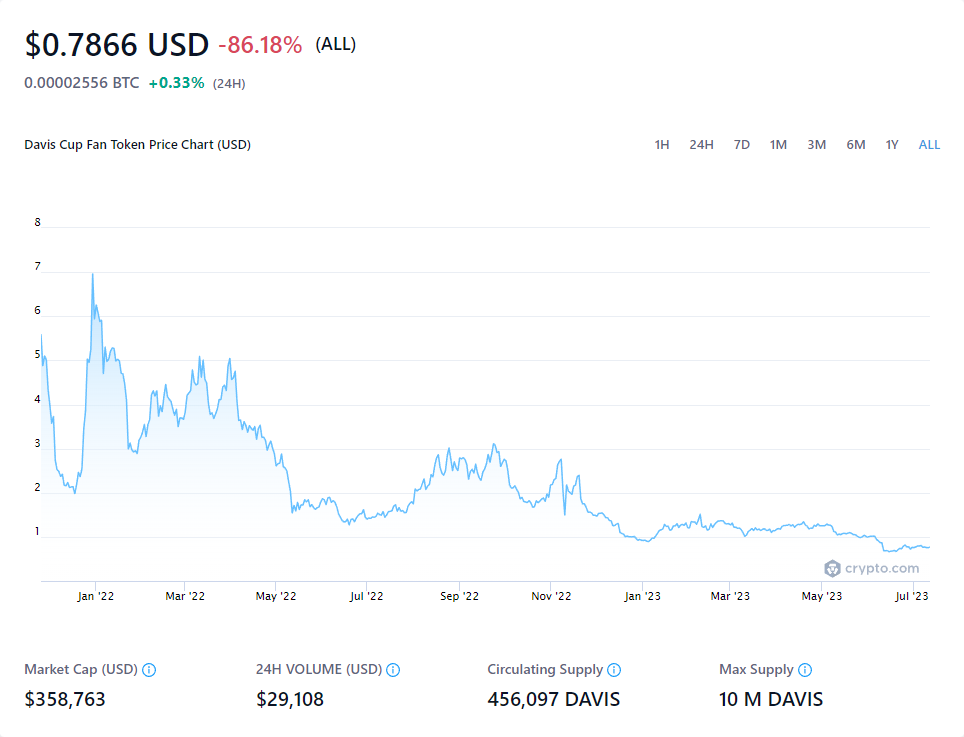 $0.7866 USD -86.18% (ALL)
0.00002556 BTC +0.33% (24H)
Davis Cup Fan Token Price Chart (USD) 1H 24H 7D 1M 3M 6M 1Y ALL
8
7
6
5
4
3
2
1
crypto.com
Jan '22 Mar '22 May '22 Jul '22 Sep '22 Nov '22 Jan '23 Mar '23 May '23 Jul '23
Market Cap (USD) 24H VOLUME (USD) Circulating Supply Max Supply
$358,763 $29,108 456,097 DAVIS 10 M DAVIS